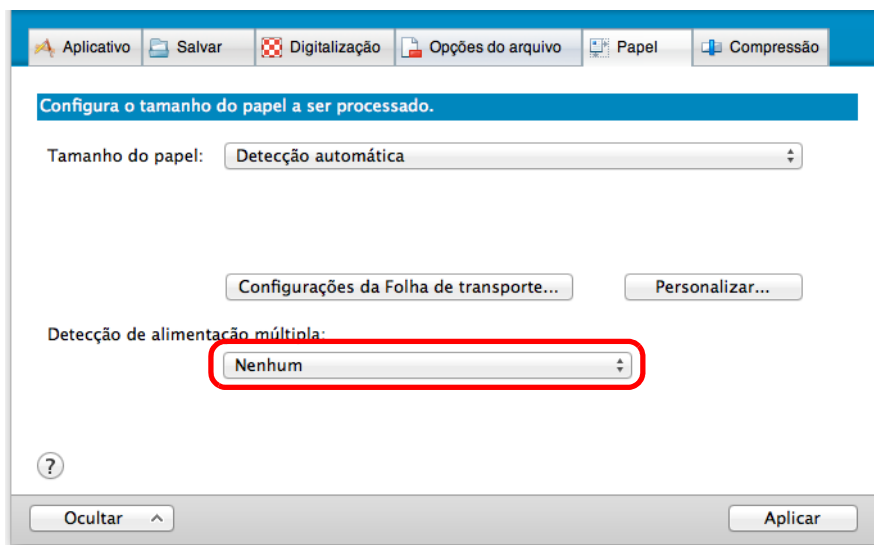 Aplicativo Salvar Digitalização Opções do arquivo Papel Compressão
Configura o tamanho do papel a ser processado.
Tamanho do papel: Detecção automática
Configurações da Folha de transporte... Personalizar...
Detecção de alimentação múltipla:
Nenhum
?
Ocultar Aplicar